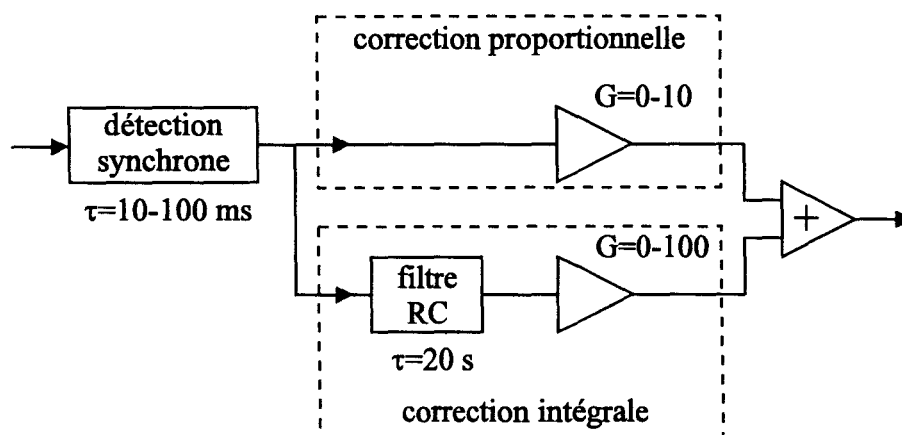 correction proportionnelle
G=0-10
détection
synchrone
τ=10-100 ms
+
G=0-100
filtre
RC
τ=20 s
correction intégrale